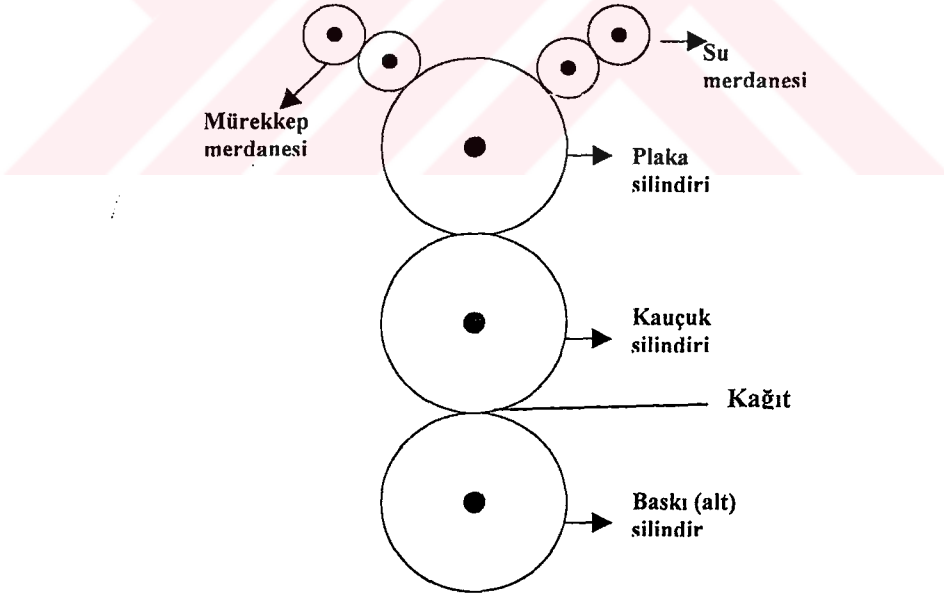 Su
merdanesi
Mürekkep
merdanesi
Plaka
silindiri
Kauçuk
silindiri
Kağıt
Baskı (alt)
silindir